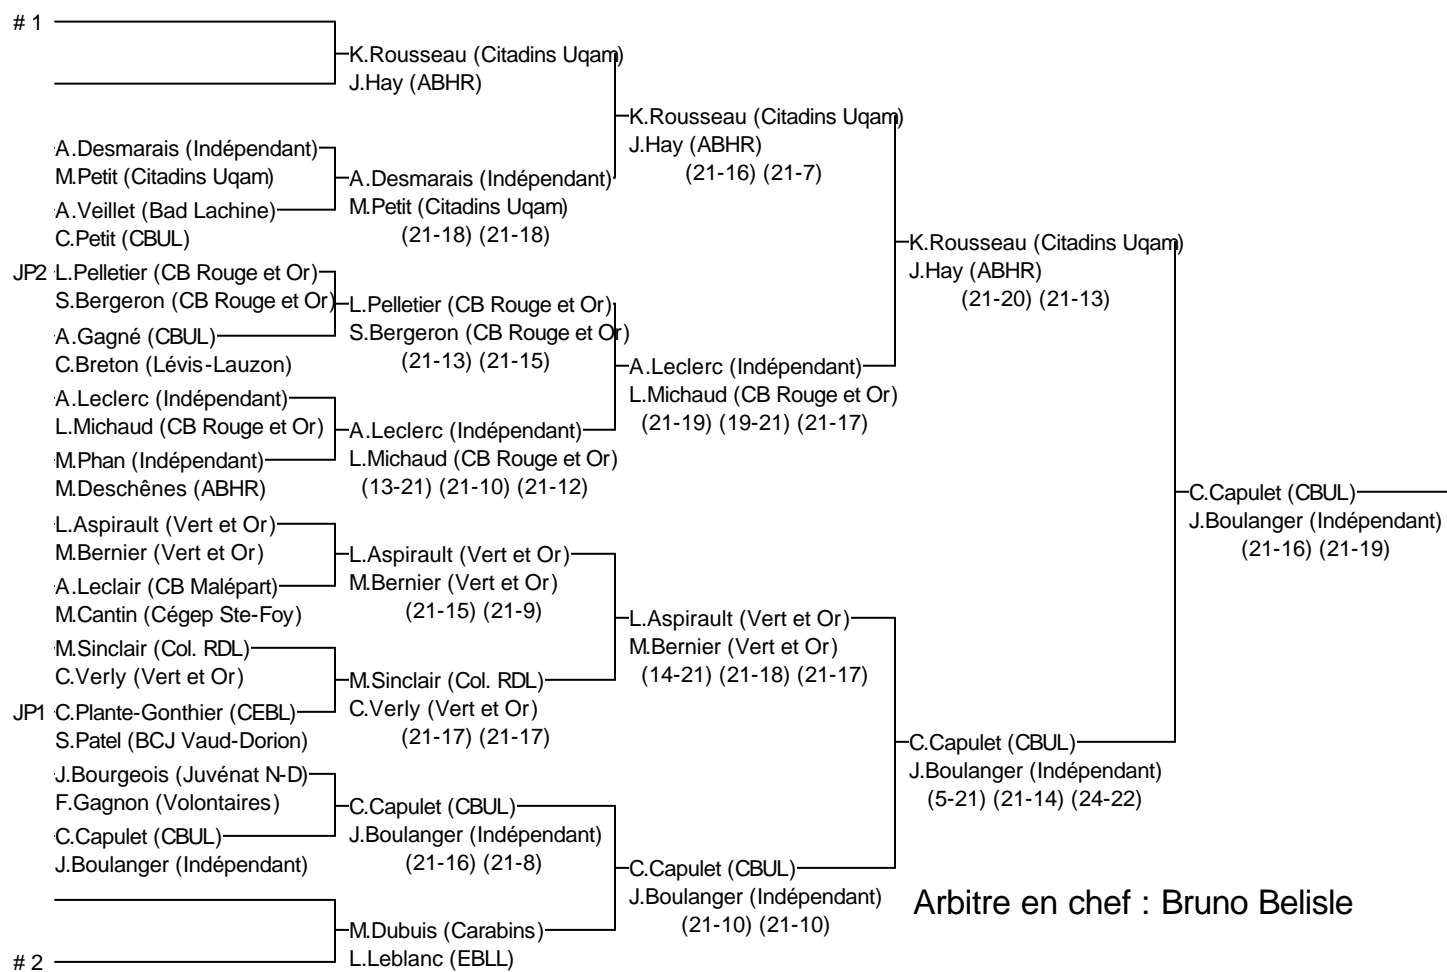 # 1
K.Rousseau (Citadins Uqam)
J.Hay (ABHR)
A.Desmarais (Indépendant)
M.Petit (Citadins Uqam)
A.Veillet (Bad Lachine)
C.Petit (CBUL)
A.Desmarais (Indépendant)
M.Petit (Citadins Uqam)
(21-18) (21-18)
K.Rousseau (Citadins Uqam)
J.Hay (ABHR)
(21-16) (21-7)
JP2 L.Pelletier (CB Rouge et Or)
S.Bergeron (CB Rouge et Or)
A.Gagné (CBUL)
C.Breton (Lévis-Lauzon)
L.Pelletier (CB Rouge et Or)
S.Bergeron (CB Rouge et Or)
(21-13) (21-15)
A.Leclerc (Indépendant)
L.Michaud (CB Rouge et Or)
M.Phan (Indépendant)
M.Deschênes (ABHR)
A.Leclerc (Indépendant)
L.Michaud (CB Rouge et Or)
(13-21) (21-10) (21-12)
A.Leclerc (Indépendant)
L.Michaud (CB Rouge et Or)
(21-19) (19-21) (21-17)
K.Rousseau (Citadins Uqam)
J.Hay (ABHR)
(21-20) (21-13)
L.Aspirault (Vert et Or)
M.Bernier (Vert et Or)
A.Leclair (CB Malépart)
M.Cantin (Cégep Ste-Foy)
L.Aspirault (Vert et Or)
M.Bernier (Vert et Or)
(21-15) (21-9)
M.Sinclair (Col. RDL)
C.Verly (Vert et Or)
JP1 C.Plante-Gonthier (CEBL)
S.Patel (BCJ Vaud-Dorion)
M.Sinclair (Col. RDL)
C.Verly (Vert et Or)
(21-17) (21-17)
L.Aspirault (Vert et Or)
M.Bernier (Vert et Or)
(14-21) (21-18) (21-17)
J.Bourgeois (Juvénat N-D)
F.Gagnon (Volontaires)
C.Capulet (CBUL)
J.Boulanger (Indépendant)
C.Capulet (CBUL)
J.Boulanger (Indépendant)
(21-16) (21-8)
# 2
M.Dubuis (Carabins)
L.Leblanc (EBLL)
C.Capulet (CBUL)
J.Boulanger (Indépendant)
(21-10) (21-10)
C.Capulet (CBUL)
J.Boulanger (Indépendant)
(5-21) (21-14) (24-22)
C.Capulet (CBUL)
J.Boulanger (Indépendant)
(21-16) (21-19)
Arbitre en chef : Bruno Belisle